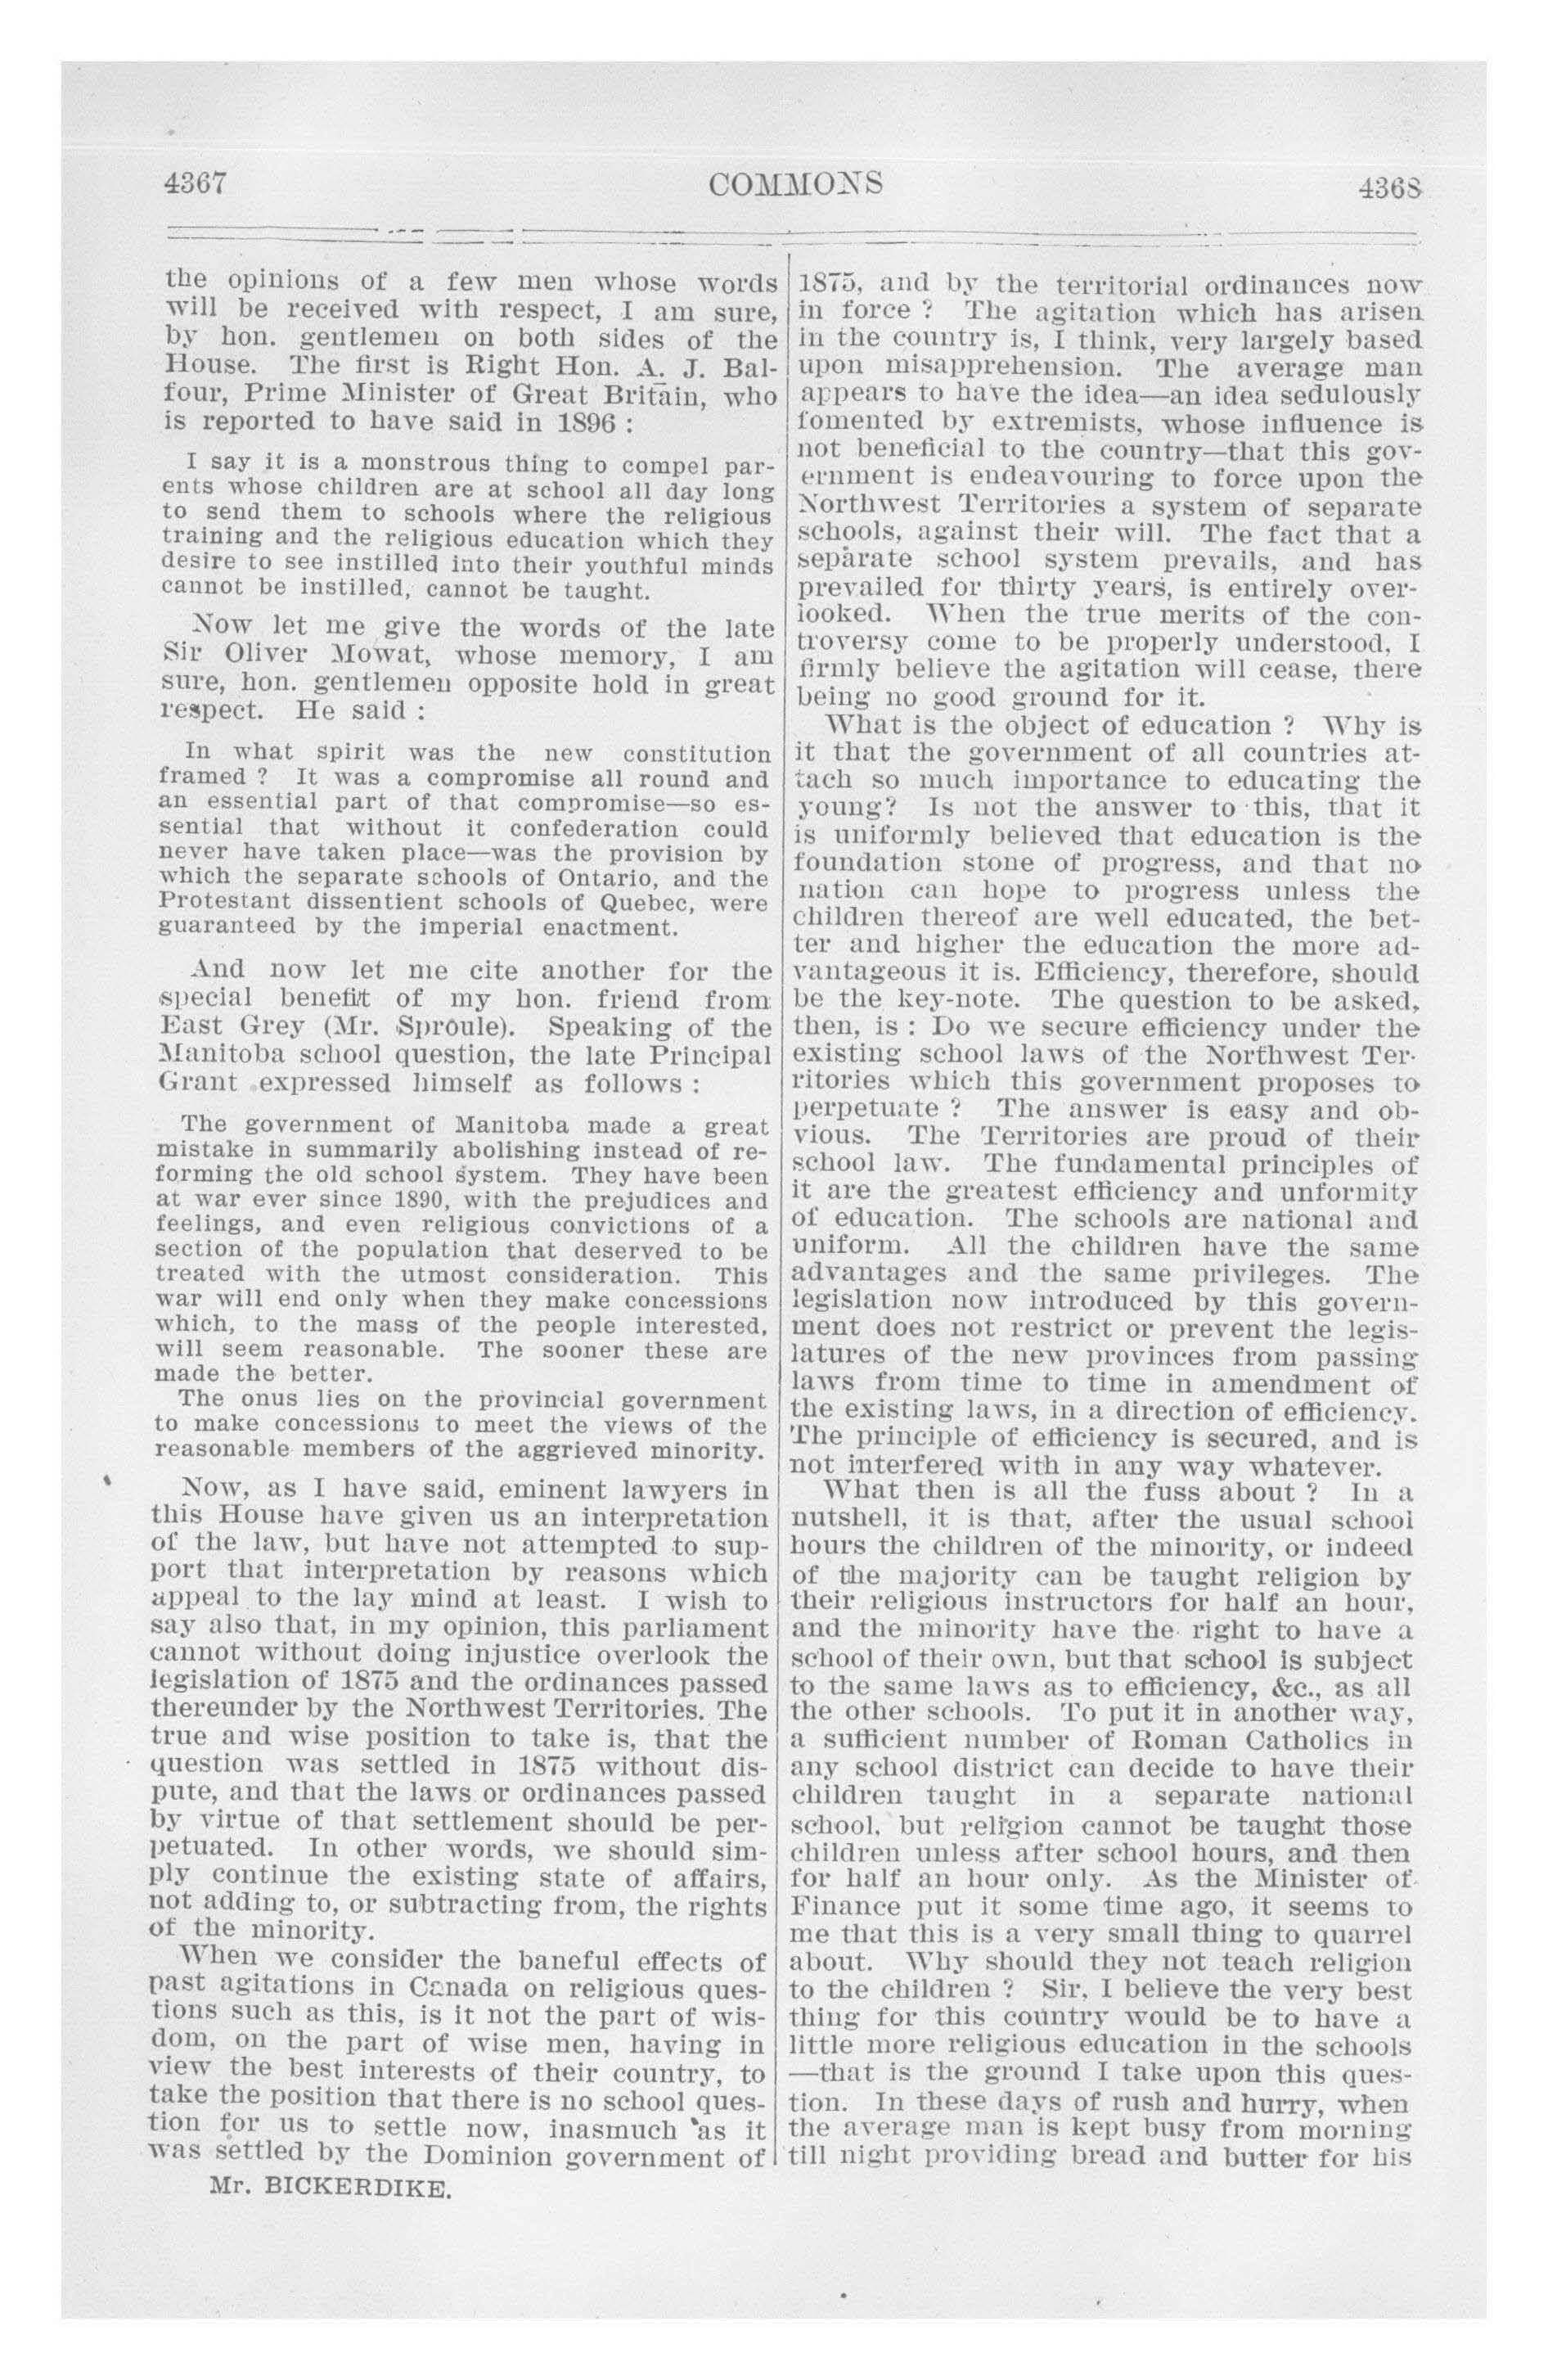 4367
COMMONS
4368
the opinions of a few men whose words
will be received with respect, I am sure,
by hon. gentlemen on both sides of the
House. The first is Right Hon. A. J. Bal-
four, Prime Minister of Great Britain, who
is reported to have said in 1896 :
I say it is a monstrous thing to compel par-
ents whose children are at school all day long
to send them to schools where the religious
training and the religious education which they
desire to see instilled into their youthful minds
cannot be instilled, cannot be taught.
Now let me give the words of the late
Sir Oliver Mowat, whose memory, I am
sure, hon. gentlemen opposite hold in great
respect. He said :
In what spirit was the new constitution
framed ? It was a compromise all round and
an essential part of that compromise—so es-
sential that without it confederation could
never have taken place—was the provision by
which the separate schools of Ontario, and the
Protestant dissentient schools of Quebec, were
guaranteed by the imperial enactment.
And now let me cite another for the
special benefit of my hon. friend from
East Grey (Mr. Sproule). Speaking of the
Manitoba school question, the late Principal
Grant expressed himself as follows :
The government of Manitoba made a great
mistake in summarily abolishing instead of re-
forming the old school system. They have been
at war ever since 1890, with the prejudices and
feelings, and even religious convictions of a
section of the population that deserved to be
treated with the utmost consideration. This
war will end only when they make concessions
which, to the mass of the people interested,
will seem reasonable. The sooner these are
made the better.
The onus lies on the provincial government
to make concessions to meet the views of the
reasonable members of the aggrieved minority.
Now, as I have said, eminent lawyers in
this House have given us an interpretation
of the law, but have not attempted to sup-
port that interpretation by reasons which
appeal to the lay mind at least. I wish to
say also that, in my opinion, this parliament
cannot without doing injustice overlook the
legislation of 1875 and the ordinances passed
thereunder by the Northwest Territories. The
true and wise position to take is, that the
question was settled in 1875 without dis-
pute, and that the laws or ordinances passed
by virtue of that settlement should be per-
petuated. In other words, we should sim-
ply continue the existing state of affairs,
not adding to, or subtracting from, the rights
of the minority.
When we consider the baneful effects of
past agitations in Canada on religious ques-
tions such as this, is it not the part of wis-
dom, on the part of wise men, having in
view the best interests of their country, to
take the position that there is no school ques-
tion for us to settle now, inasmuch as it
was settled by the Dominion government of
Mr. BICKERDIKE.
1875, and by the territorial ordinances now
in force ? The agitation which has arisen
in the country is, I think, very largely based
upon misapprehension. The average man
appears to have the idea—an idea sedulously
fomented by extremists, whose influence is
not beneficial to the country—that this gov-
ernment is endeavouring to force upon the
Northwest Territories a system of separate
schools, against their will. The fact that a
separate school system prevails, and has
prevailed for thirty years, is entirely over-
looked. When the true merits of the con-
troversy come to be properly understood, I
firmly believe the agitation will cease, there
being no good ground for it.
What is the object of education ? Why is
it that the government of all countries at-
tach so much importance to educating the
young? Is not the answer to this, that it
is uniformly believed that education is the
foundation stone of progress, and that no
nation can hope to progress unless the
children thereof are well educated, the bet-
ter and higher the education the more ad-
vantageous it is. Efficiency, therefore, should
be the key-note. The question to be asked,
then, is : Do we secure efficiency under the
existing school laws of the Northwest Ter-
ritories which this government proposes to
perpetuate ? The answer is easy and ob-
vious. The Territories are proud of their
school law. The fundamental principles of
it are the greatest efficiency and unformity
of education. The schools are national and
uniform. All the children have the same
advantages and the same privileges. The
legislation now introduced by this govern-
ment does not restrict or prevent the legis-
latures of the new provinces from passing
laws from time to time in amendment of
the existing laws, in a direction of efficiency.
The principle of efficiency is secured, and is
not interfered with in any way whatever.
What then is all the fuss about ? In a
nutshell, it is that, after the usual school
hours the children of the minority, or indeed
of the majority can be taught religion by
their religious instructors for half an hour,
and the minority have the right to have a
school of their own, but that school is subject
to the same laws as to efficiency, &c., as all
the other schools. To put it in another way,
a sufficient number of Roman Catholics in
any school district can decide to have their
children taught in a separate national
school, but religion cannot be taught those
children unless after school hours, and then
for half an hour only. As the Minister of
Finance put it some time ago, it seems to
me that this is a very small thing to quarrel
about. Why should they not teach religion
to the children ? Sir, I believe the very best
thing for this country would be to have a
little more religious education in the schools
—that is the ground I take upon this ques-
tion. In these days of rush and hurry, when
the average man is kept busy from morning
till night providing bread and butter for his